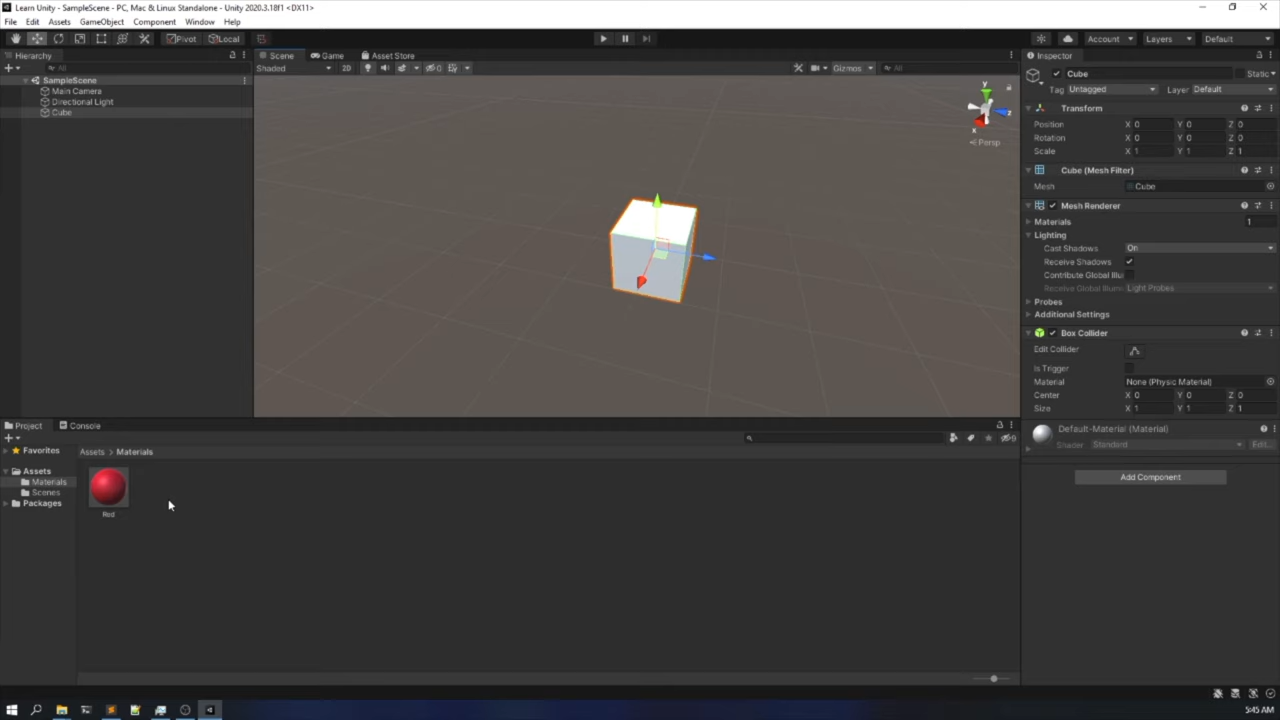 Learn Unity - SampleScene - PC, Mac & Linux Standalone - Unity 2020.3.18f1 <DX11>
File Edit Assets GameObject Component Window Help
Pivot Local Account Layers Default
Hierarchy
All
SampleScene
Main Camera
Directional Light
Cube
Scene Game Asset Store
Shaded 2D 0 Gizmos All
y
x
z
Persp
Inspector
Cube Static
Tag Untagged Layer Default
Transform
Position X 0 Y 0 Z 0
Rotation X 0 Y 0 Z 0
Scale X 1 Y 1 Z 1
Cube (Mesh Filter)
Mesh Cube
Mesh Renderer
Materials 1
Lighting
Cast Shadows On
Receive Shadows
Contribute Global Illu
Receive Global Illumi Light Probes
Probes
Additional Settings
Box Collider
Edit Collider
Is Trigger
Material None (Physic Material)
Center X 0 Y 0 Z 0
Size X 1 Y 1 Z 1
Default-Material (Material)
Shader Standard Edit...
Add Component
Project Console
Favorites
Assets
Materials
Scenes
Packages
Assets > Materials
Red
5:45 AM